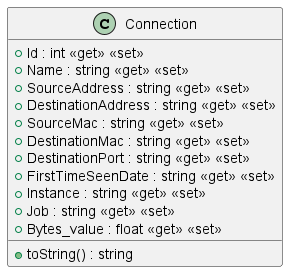 C Connection
Id : int «get» «set»
Name : string «get» «set»
SourceAddress : string «get» «set»
DestinationAddress : string «get» «set»
SourceMac : string «get» «set»
DestinationMac : string «get» «set»
DestinationPort : string «get» «set»
FirstTimeSeenDate : string «get» «set»
Instance : string «get» «set»
Job : string «get» «set»
Bytes_value : float «get» «set»
toString() : string